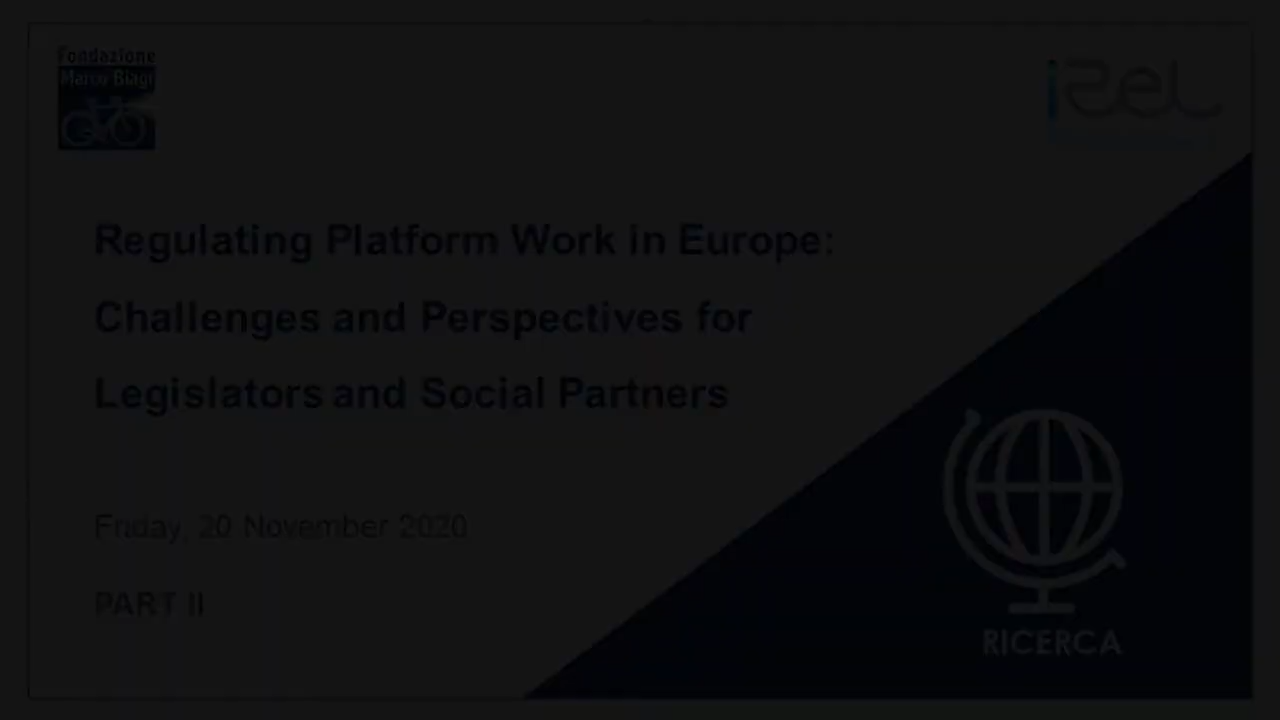 Fondazione
Marco Biagi
iRel
Regulating Platform Work in Europe:
Challenges and Perspectives for
Legislators and Social Partners
Friday, 20 November 2020
PART II
RICERCA